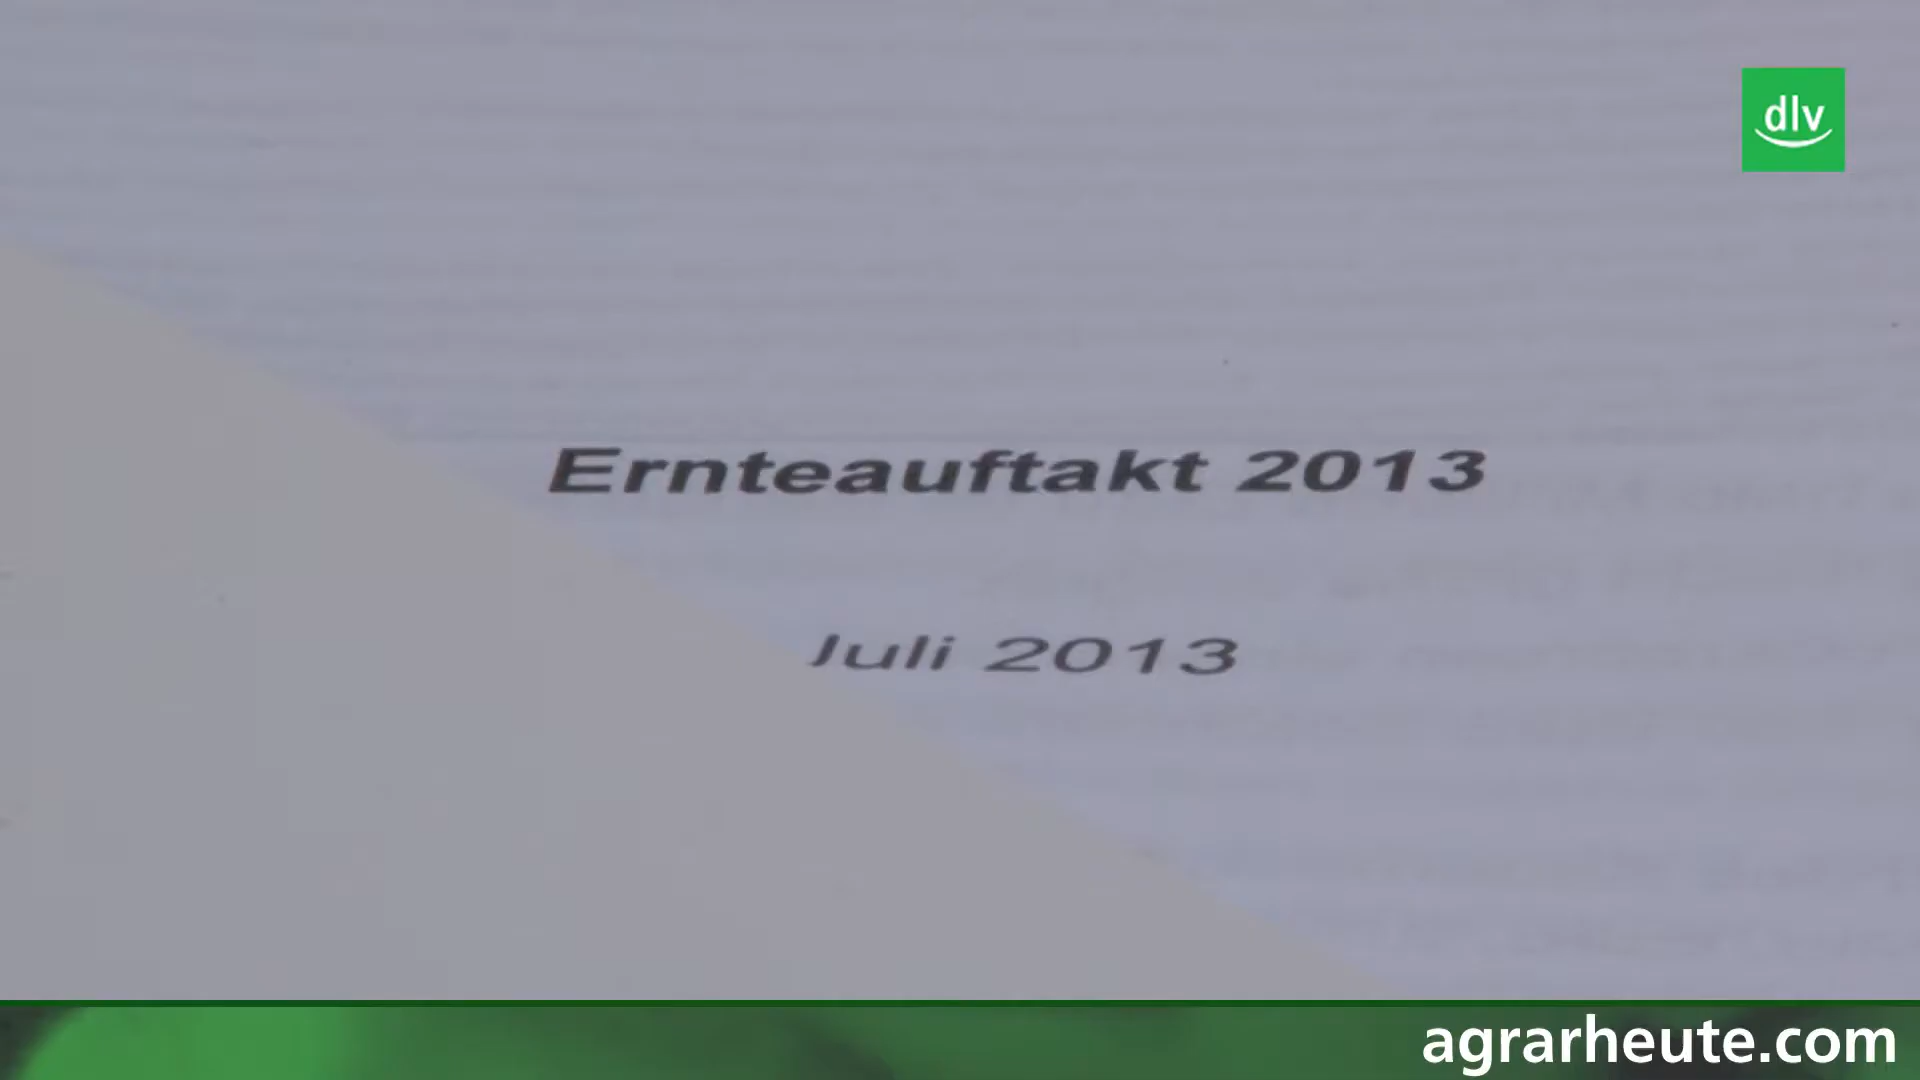 dlv
Ernteauftakt 2013
Juli 2013
agrarheute.com